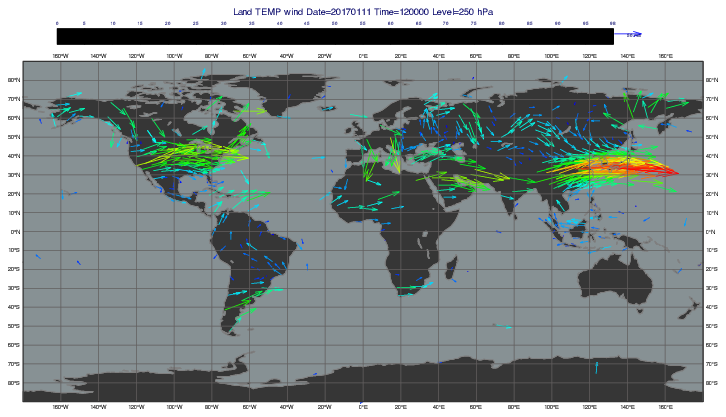 Land TEMP wind Date=20170111 Time=120000 Level=250 hPa
0 5 10 15 20 25 30 35 40 45 50 55 60 65 70 75 80 85 90
160°W 140°W 120°W 100°W 80°W 60°W 40°W 20°W 0°E 20°E 40°E 60°E 80°E 100°E 120°E 140°E 160°E
80°N 80°N
70°N 70°N
60°N 60°N
50°N 50°N
40°N 40°N
30°N 30°N
20°N 20°N
10°N 10°N
0°N 0°N
10°S 10°S
20°S 20°S
30°S 30°S
40°S 40°S
50°S 50°S
60°S 60°S
70°S 70°S
80°S 80°S
160°W 140°W 120°W 100°W 80°W 60°W 40°W 20°W 0°E 20°E 40°E 60°E 80°E 100°E 120°E 140°E 160°E